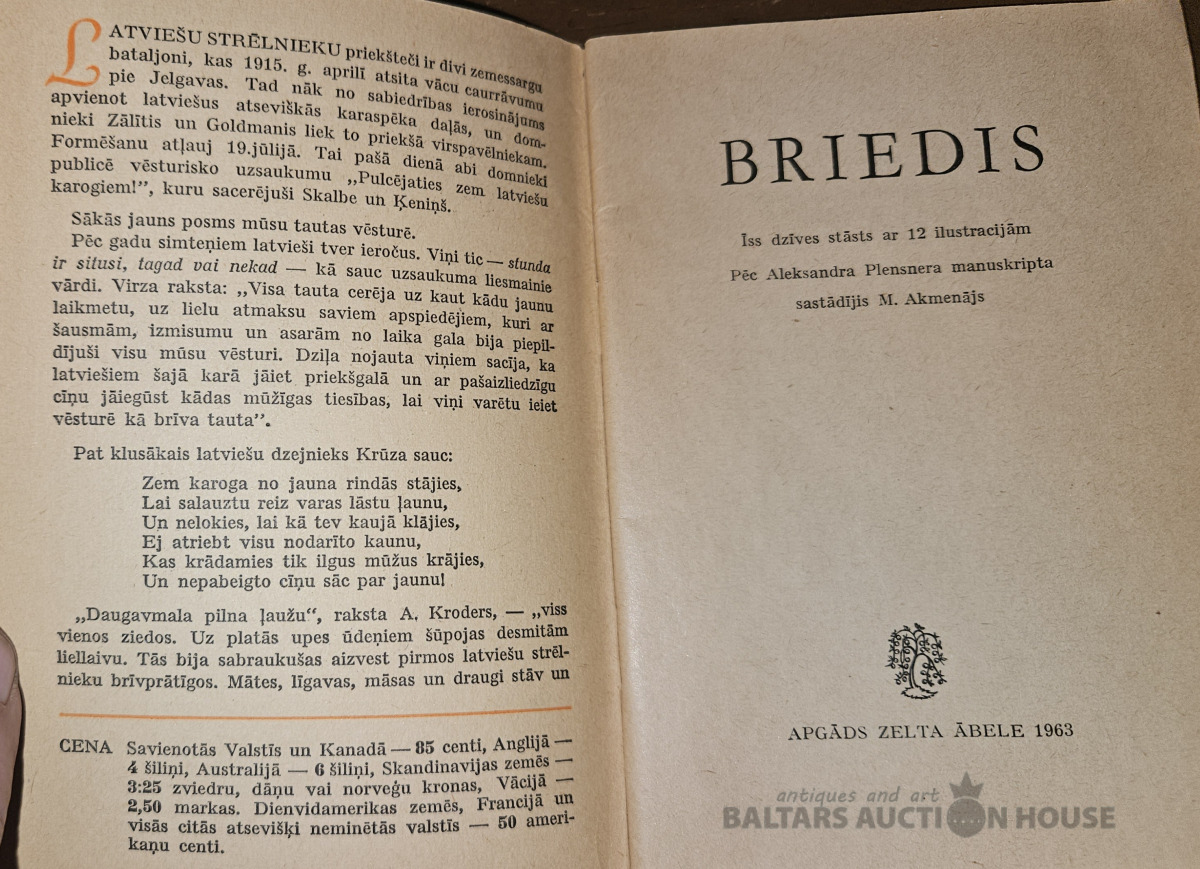 LATVIEŠU STRĒLNIEKU priekšteči ir divi zemessargu
bataljoni, kas 1915. g. aprilī atsita vācu caurrāvumu
pie Jelgavas. Tad nāk no sabiedrības ierosinājums
apvienot latviešus atseviškās karaspēka daļās, un dom-
nieki Zālītis un Goldmanis liek to priekšā virspavēlniekam.
Formēšanu atļauj 19.jūlijā. Tai pašā dienā abi domnieki
publicē vēsturisko uzsaukumu „Pulcējaties zem latviešu
karogiem!”, kuru sacerējuši Skalbe un Ķeniņš.
Sākās jauns posms mūsu tautas vēsturē.
Pēc gadu simteņiem latvieši tver ieročus. Viņi tic — stunda
ir situsi, tagad vai nekad — kā sauc uzsaukuma liesmainie
vārdi. Virza raksta: „Visa tauta cerēja uz kaut kādu jaunu
laikmetu, uz lielu atmaksu saviem apspiedējiem, kuri ar
šausmām, izmisumu un asarām no laika gala bija piepil-
dījuši visu mūsu vēsturi. Dziļa nojauta viņiem sacīja, ka
latviešiem šajā karā jāiet priekšgalā un ar pašaizliedzīgu
cīņu jāiegūst kādas mūžīgas tiesības, lai viņi varētu ieiet
vēsturē kā brīva tauta”.
Pat klusākais latviešu dzejnieks Krūza sauc:
Zem karoga no jauna rindās stājies,
Lai salauztu reiz varas lāstu ļaunu,
Un nelokies, lai kā tev kaujā klājies,
Ej atriebt visu nodarīto kaunu,
Kas krādamies tik ilgus mūžus krājies,
Un nepabeigto cīņu sāc par jaunu!
„Daugavmala pilna ļaužu“, raksta A. Kroders, — „viss
vienos ziedos. Uz platās upes ūdeņiem šūpojas desmitām
liellaivu. Tās bija sabraukušas aizvest pirmos latviešu strēl-
nieku brīvprātīgos. Mātes, līgavas, māsas un draugi stāv un
CENA Savienotās Valstīs un Kanadā — 85 centi, Anglijā —
4 šiliņi, Australijā — 6 šiliņi, Skandinavijas zemēs —
3:25 zviedru, dāņu vai norveģu kronas, Vācijā —
2,50 markas. Dienvidamerikas zemēs, Francijā un
visās citās atsevišķi neminētās valstīs — 50 ameri-
kaņu centi.
BRIEDIS
Īss dzīves stāsts ar 12 ilustracijām
Pēc Aleksandra Plensnera manuskripta
sastādījis M. Akmenājs
APGĀDS ZELTA ĀBELE 1963
antiques and art
BALTARS AUCTION HOUSE